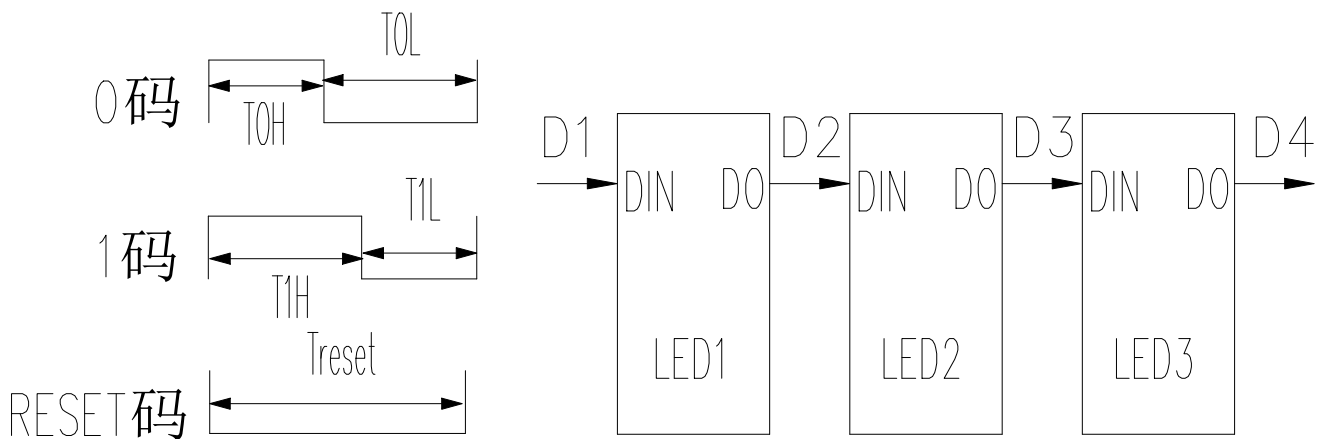 T0L
0码
T0H
T1L
1码
T1H
Treset
RESET码
D1 D2 D3 D4
DIN DO DIN DO DIN DO
LED1 LED2 LED3